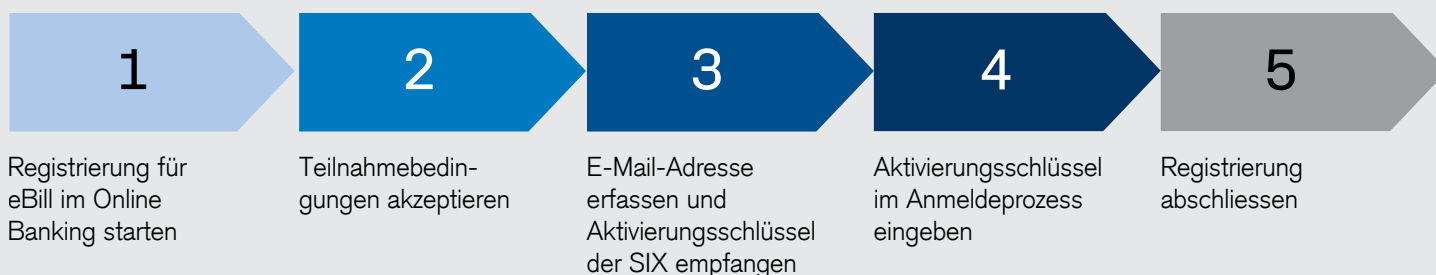 1
Registrierung für
eBill im Online
Banking starten
2
Teilnahmebedin-
gungen akzeptieren
3
E-Mail-Adresse
erfassen und
Aktivierungsschlüssel
der SIX empfangen
4
Aktivierungsschlüssel
im Anmeldeprozess
eingeben
5
Registrierung
abschliessen